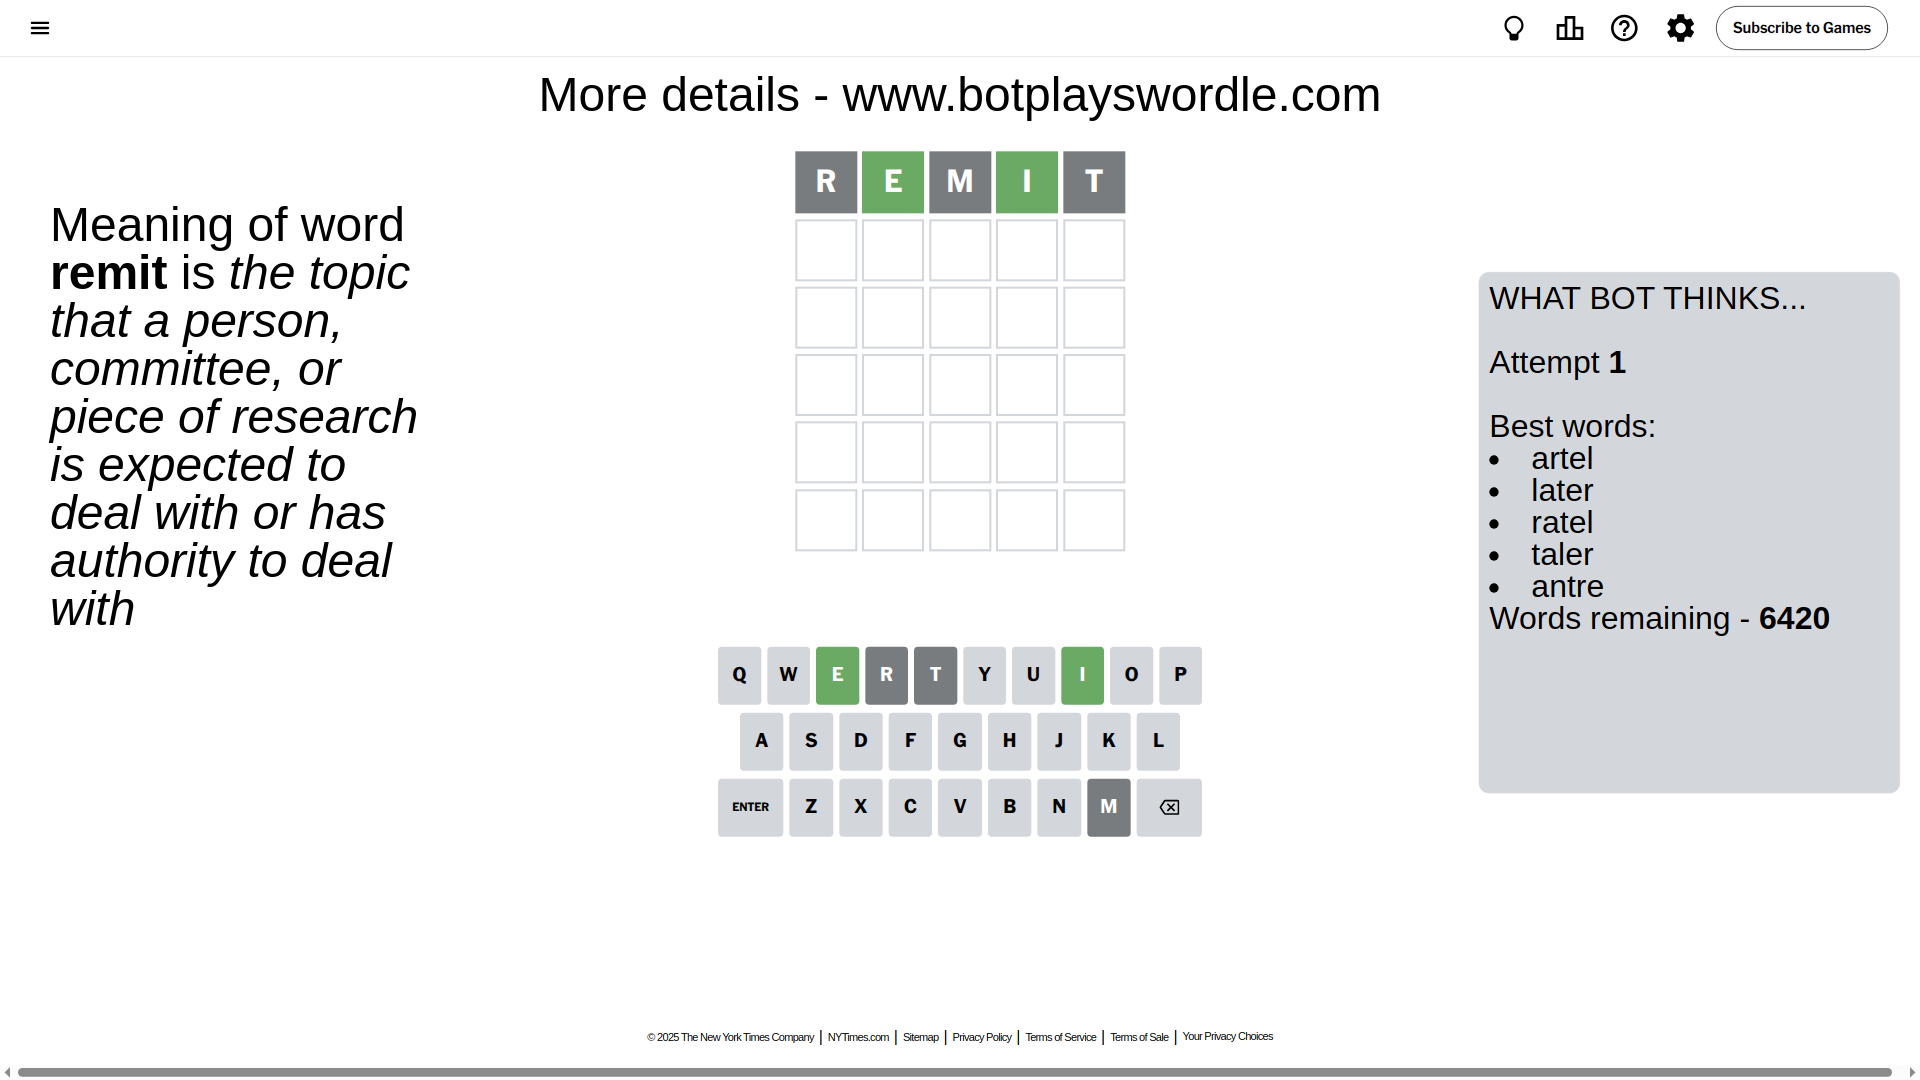 Subscribe to Games
More details - www.botplayswordle.com
Meaning of word
remit is the topic
that a person,
committee, or
piece of research
is expected to
deal with or has
authority to deal
with
R E M I T
WHAT BOT THINKS...
Attempt 1
Best words:
• artel
• later
• ratel
• taler
• antre
Words remaining - 6420
Q W E R T Y U I O P
A S D F G H J K L
ENTER Z X C V B N M
© 2025 The New York Times Company | NYTimes.com | Sitemap | Privacy Policy | Terms of Service | Terms of Sale | Your Privacy Choices